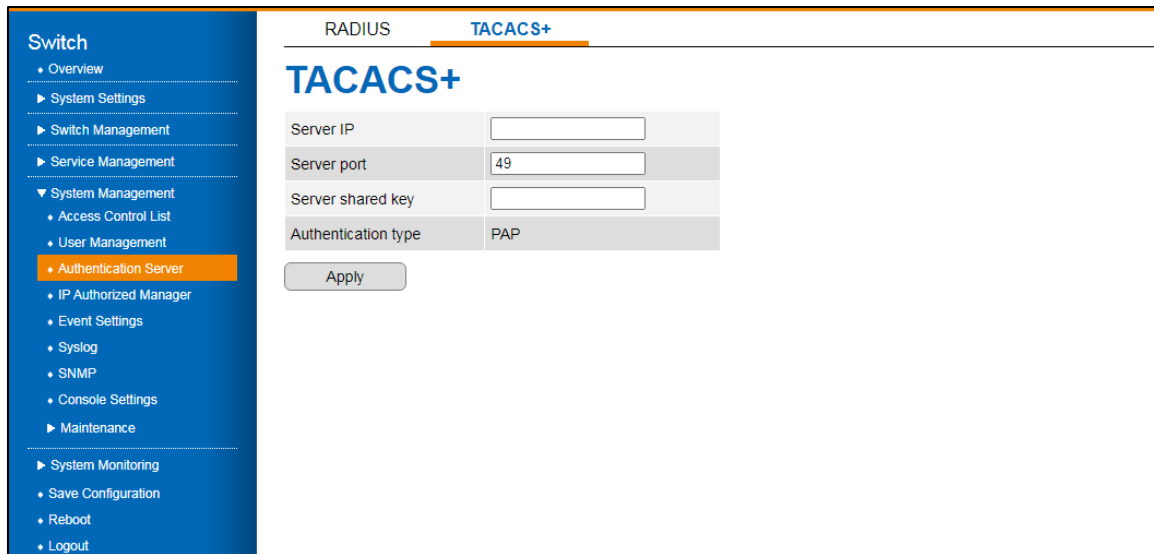 Switch
Overview
System Settings
Switch Management
Service Management
System Management
Access Control List
User Management
Authentication Server
IP Authorized Manager
Event Settings
Syslog
SNMP
Console Settings
Maintenance
System Monitoring
Save Configuration
Reboot
Logout
RADIUS TACACS+
TACACS+
Server IP
Server port 49
Server shared key
Authentication type PAP
Apply